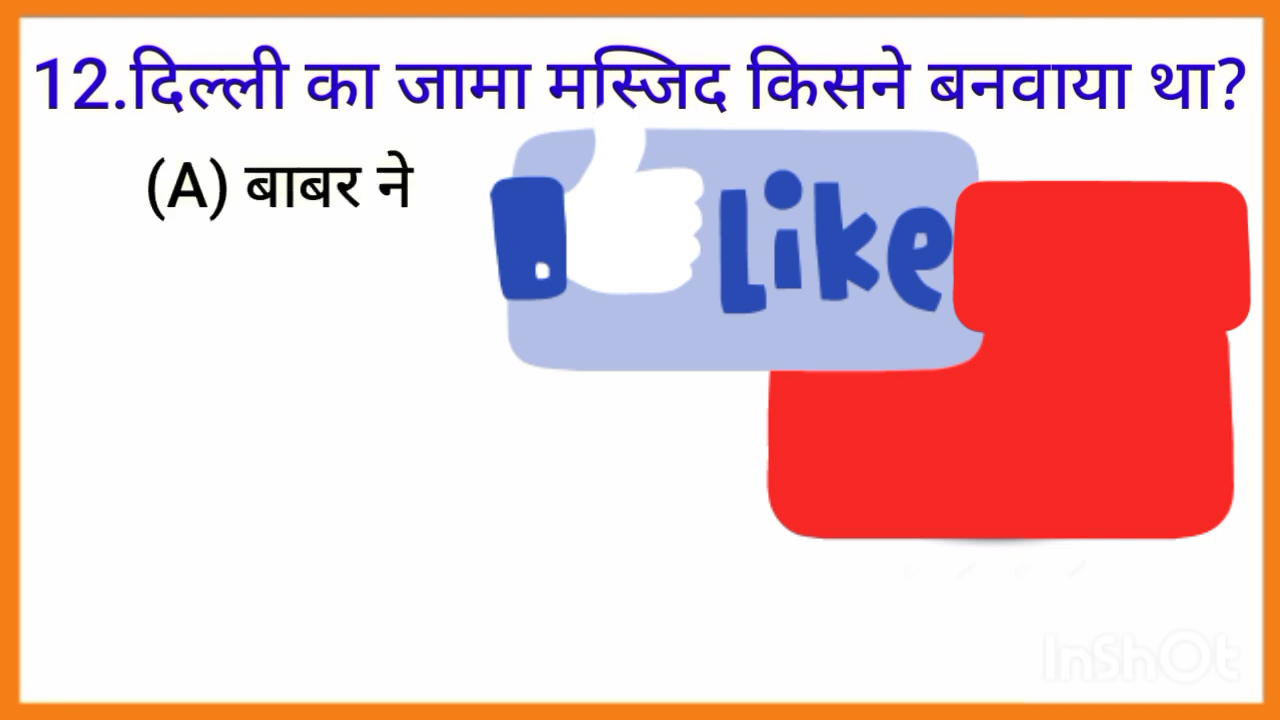 12.दिल्ली का जामा मस्जिद किसने बनवाया था?
(A) बाबर ने
Like
InShOt